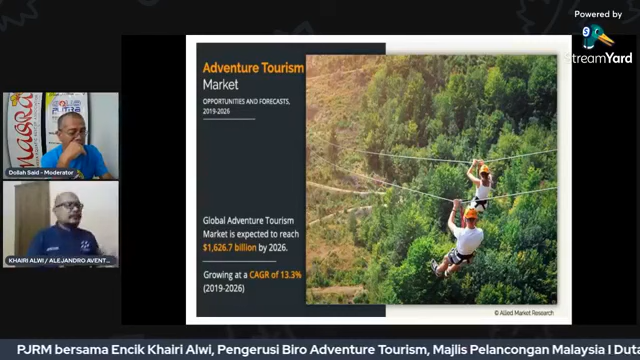 Powered by
StreamYard
Adventure Tourism
Market
OPPORTUNITIES AND FORECASTS,
2019-2026
Global Adventure Tourism
Market is expected to reach
$1,626.7 billion by 2026.
Growing at a CAGR of 13.3%
(2019-2026)
© Allied Market Research
Dollah Said - Moderator
KHAIRI ALWI / ALEJANDRO AVENT...
PJRM bersama Encik Khairi Alwi, Pengerusi Biro Adventure Tourism, Majlis Pelancongan Malaysia I Duta